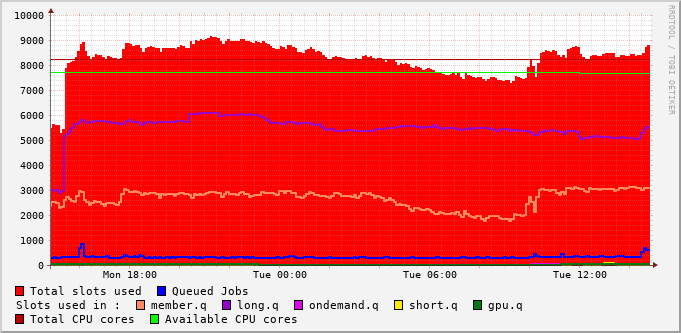 10000
9000
8000
7000
6000
5000
4000
3000
2000
1000
0
Mon 18:00 Tue 00:00 Tue 06:00 Tue 12:00
RRDTOOL / TOBI OETIKER
Total slots used Queued Jobs
Slots used in : member.q long.q ondemand.q short.q gpu.q
Total CPU cores Available CPU cores